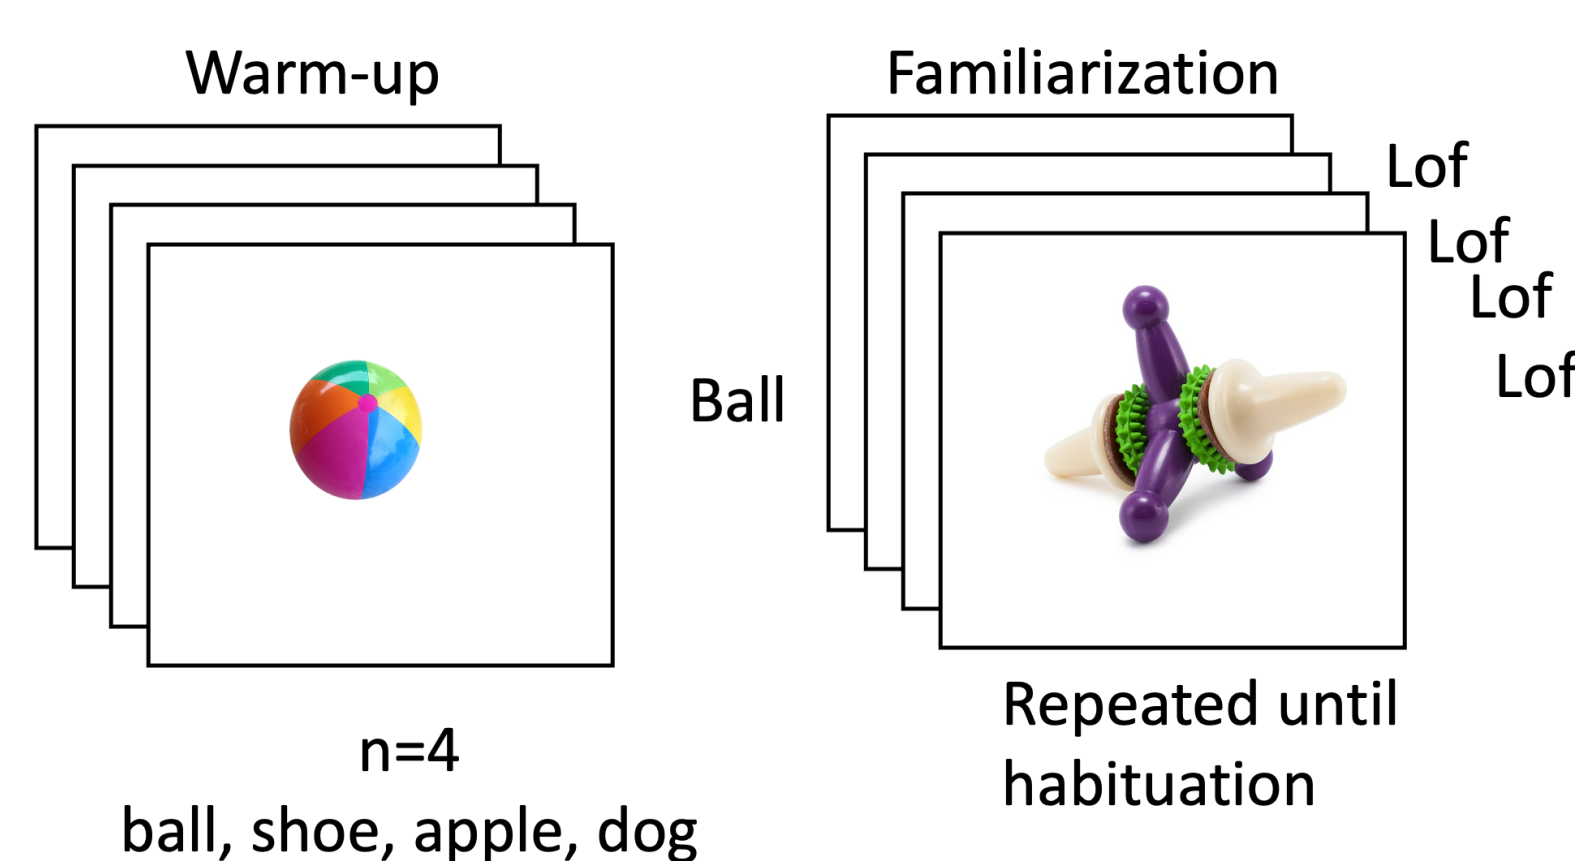 Warm-up
Ball
n=4
ball, shoe, apple, dog
Familiarization
Lof
Lof
Lof
Lof
Repeated until
habituation